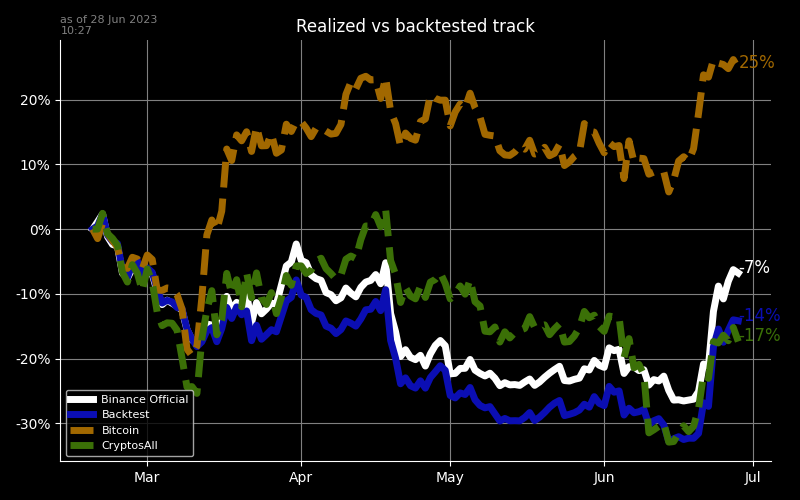 as of 28 Jun 2023
10:27
Realized vs backtested track
25%
20%
10%
0%
-7%
-10%
-14%
-17%
-20%
-30%
Binance Official
Backtest
Bitcoin
CryptosAll
Mar
Apr
May
Jun
Jul